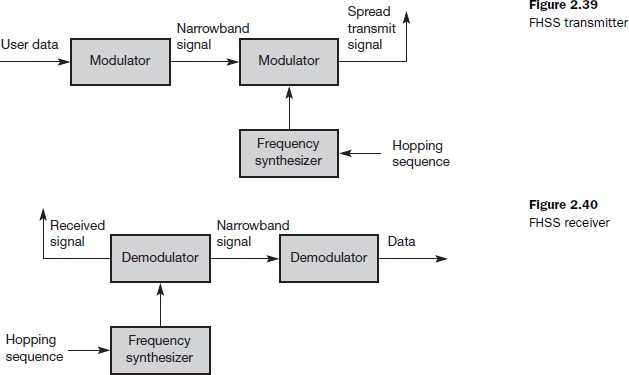 Figure 2.39
FHSS transmitter
User data
Modulator
Narrowband
signal
Modulator
Spread
transmit
signal
Frequency
synthesizer
Hopping
sequence
Figure 2.40
FHSS receiver
Received
signal
Demodulator
Narrowband
signal
Demodulator
Data
Hopping
sequence
Frequency
synthesizer